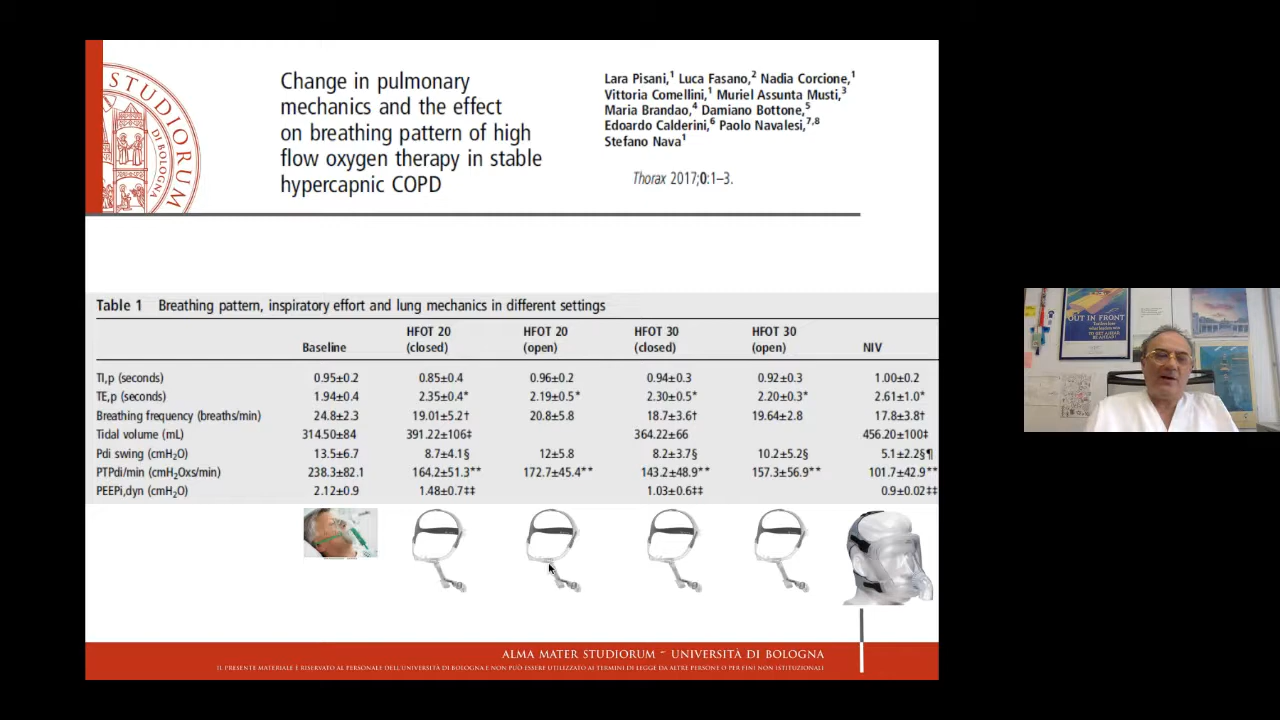 STUDIORUM
DI BOLOGNA
Change in pulmonary
mechanics and the effect
on breathing pattern of high
flow oxygen therapy in stable
hypercapnic COPD
Lara Pisani,1 Luca Fasano,2 Nadia Corcione,1
Vittoria Comellini,1 Muriel Assunta Musti,3
Maria Brandao,4 Damiano Bottone,5
Edoardo Calderini,6 Paolo Navalesi,7,8
Stefano Nava1
Thorax 2017;0:1–3.
Table 1 Breathing pattern, inspiratory effort and lung mechanics in different settings
Baseline HFOT 20 (closed) HFOT 20 (open) HFOT 30 (closed) HFOT 30 (open) NIV
TI,p (seconds) 0.95±0.2 0.85±0.4 0.96±0.2 0.94±0.3 0.92±0.3 1.00±0.2
TE,p (seconds) 1.94±0.4 2.35±0.4* 2.19±0.5* 2.30±0.5* 2.20±0.3* 2.61±1.0*
Breathing frequency (breaths/min) 24.8±2.3 19.01±5.2† 20.8±5.8 18.7±3.6† 19.64±2.8 17.8±3.8†
Tidal volume (mL) 314.50±84 391.22±106‡ 364.22±66 456.20±100‡
Pdi swing (cmH2O) 13.5±6.7 8.7±4.1§ 12±5.8 8.2±3.7§ 10.2±5.2§ 5.1±2.2§¶
PTPdi/min (cmH2Oxs/min) 238.3±82.1 164.2±51.3** 172.7±45.4** 143.2±48.9** 157.3±56.9** 101.7±42.9**
PEEPi,dyn (cmH2O) 2.12±0.9 1.48±0.7‡‡ 1.03±0.6‡‡ 0.9±0.02‡‡
ALMA MATER STUDIORUM ~ UNIVERSITÀ DI BOLOGNA
IL PRESENTE MATERIALE È RISERVATO AL PERSONALE DELL'UNIVERSITÀ DI BOLOGNA E NON PUÒ ESSERE UTILIZZATO AI TERMINI DI LEGGE DA ALTRE PERSONE O PER FINI NON ISTITUZIONALI
OUT IN FRONT